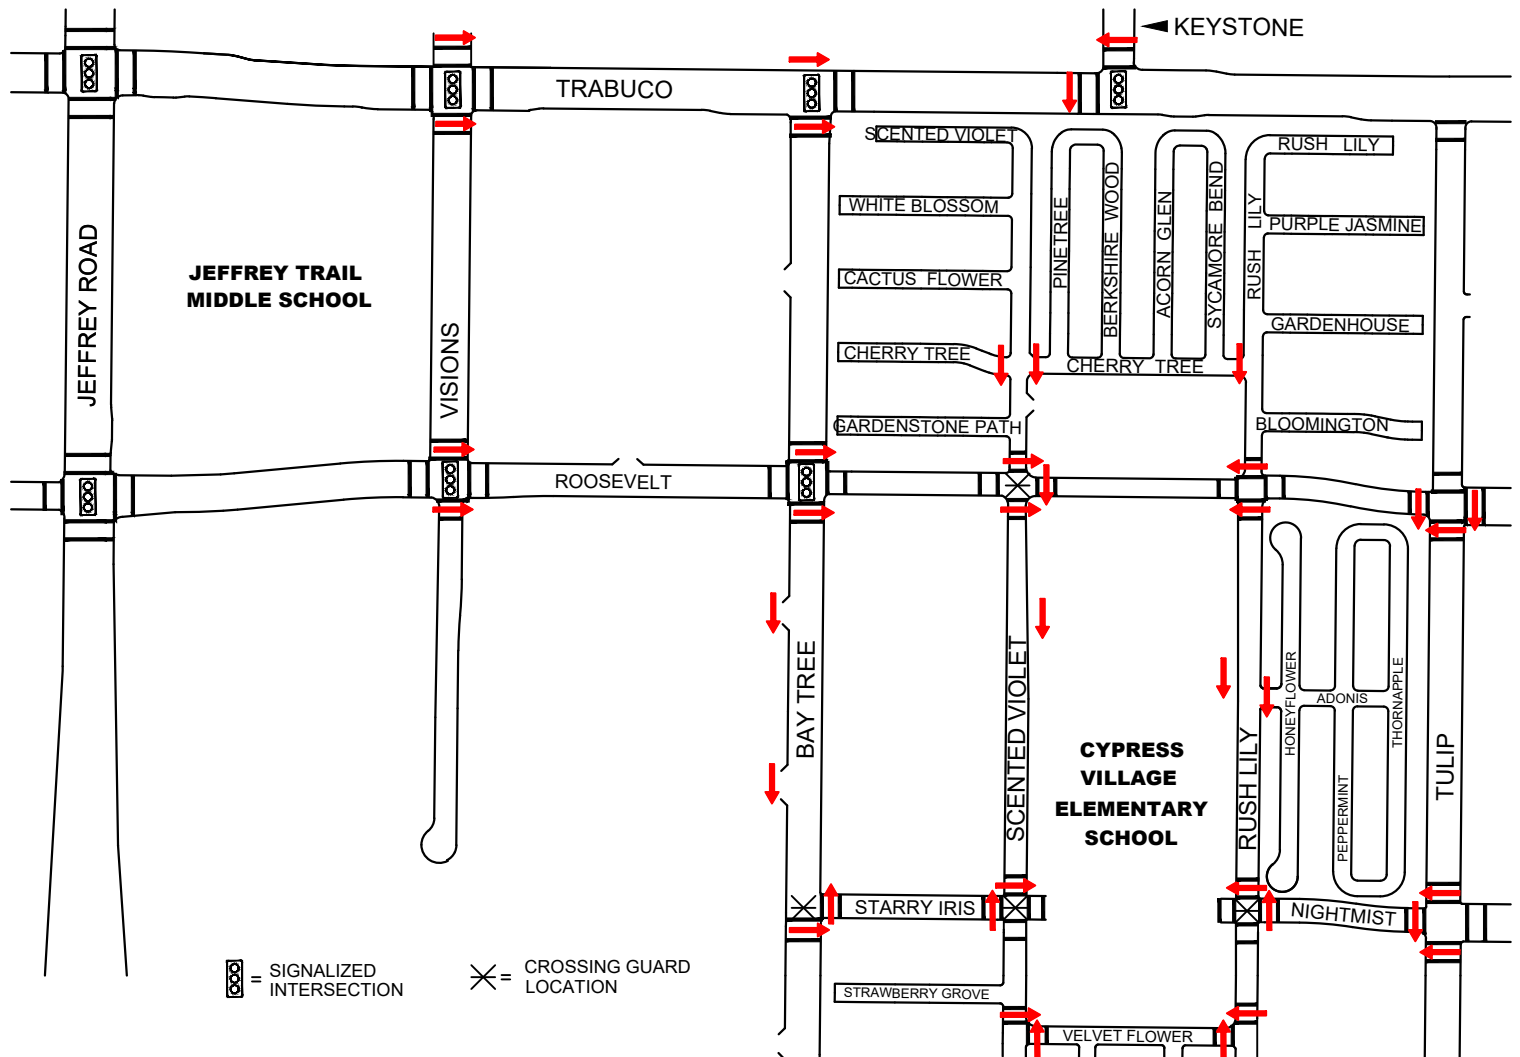 KEYSTONE
TRABUCO
SCENTED VIOLET
RUSH LILY
WHITE BLOSSOM
PURPLE JASMINE
CACTUS FLOWER
GARDENHOUSE
CHERRY TREE
CHERRY TREE
GARDENSTONE PATH
BLOOMINGTON
PINETREE
BERKSHIRE WOOD
ACORN GLEN
SYCAMORE BEND
RUSH LILY
JEFFREY ROAD
JEFFREY TRAIL
MIDDLE SCHOOL
VISIONS
ROOSEVELT
BAY TREE
SCENTED VIOLET
CYPRESS
VILLAGE
ELEMENTARY
SCHOOL
RUSH LILY
HONEYFLOWER
ADONIS
PEPPERMINT
THORNAPPLE
TULIP
STARRY IRIS
NIGHTMIST
STRAWBERRY GROVE
VELVET FLOWER
= SIGNALIZED
INTERSECTION
= CROSSING GUARD
LOCATION